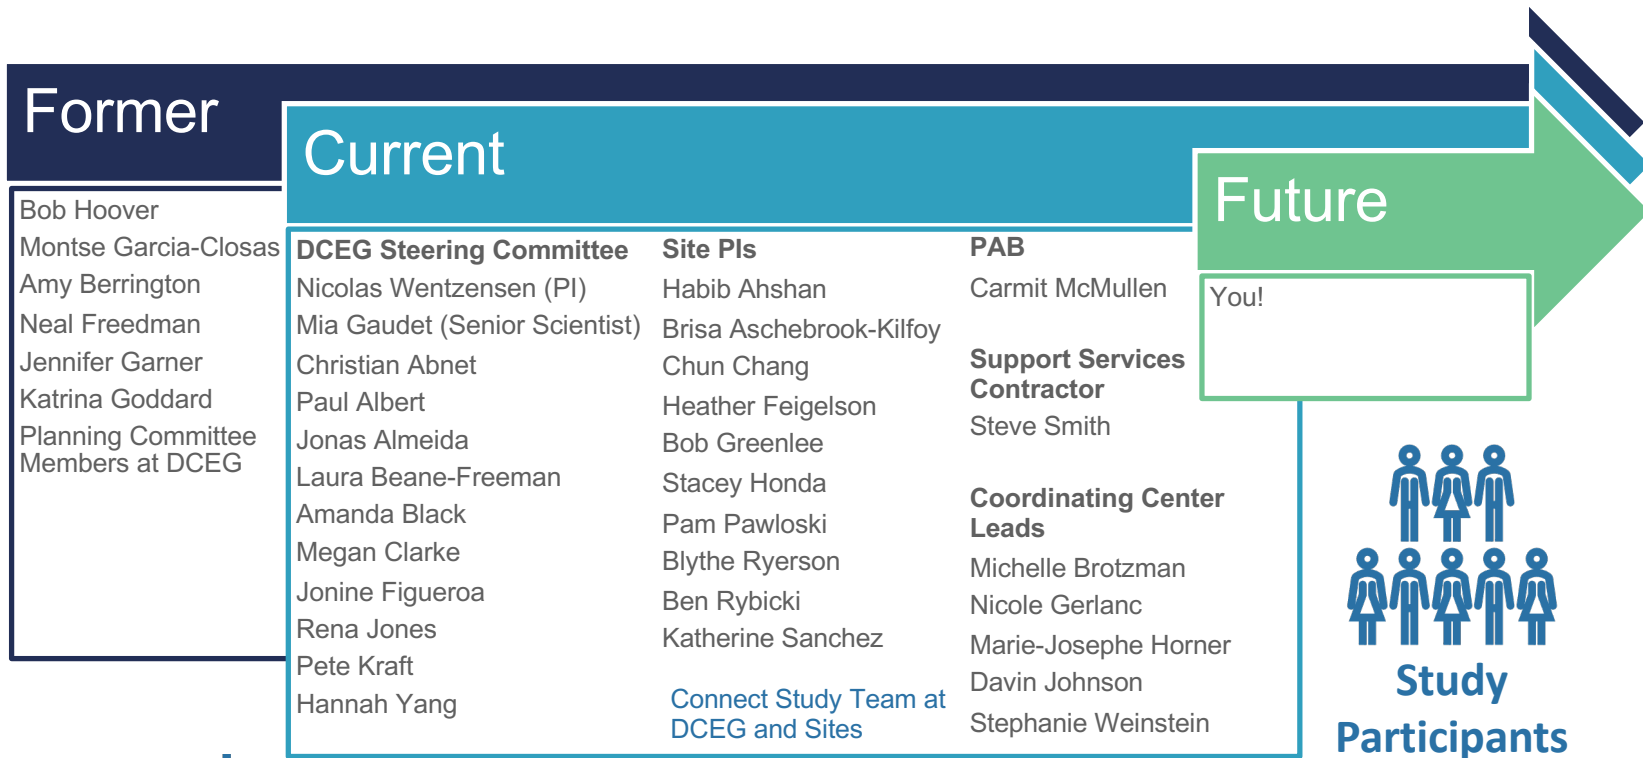 Former
Bob Hoover
Montse Garcia-Closas
Amy Berrington
Neal Freedman
Jennifer Garner
Katrina Goddard
Planning Committee
Members at DCEG
Current
DCEG Steering Committee
Nicolas Wentzensen (PI)
Mia Gaudet (Senior Scientist)
Christian Abnet
Paul Albert
Jonas Almeida
Laura Beane-Freeman
Amanda Black
Megan Clarke
Jonine Figueroa
Rena Jones
Pete Kraft
Hannah Yang
Site PIs
Habib Ahshan
Brisa Aschebrook-Kilfoy
Chun Chang
Heather Feigelson
Bob Greenlee
Stacey Honda
Pam Pawloski
Blythe Ryerson
Ben Rybicki
Katherine Sanchez
Connect Study Team at
DCEG and Sites
PAB
Carmit McMullen
Support Services
Contractor
Steve Smith
Coordinating Center
Leads
Michelle Brotzman
Nicole Gerlanc
Marie-Josephe Horner
Davin Johnson
Stephanie Weinstein
Future
You!
Study
Participants